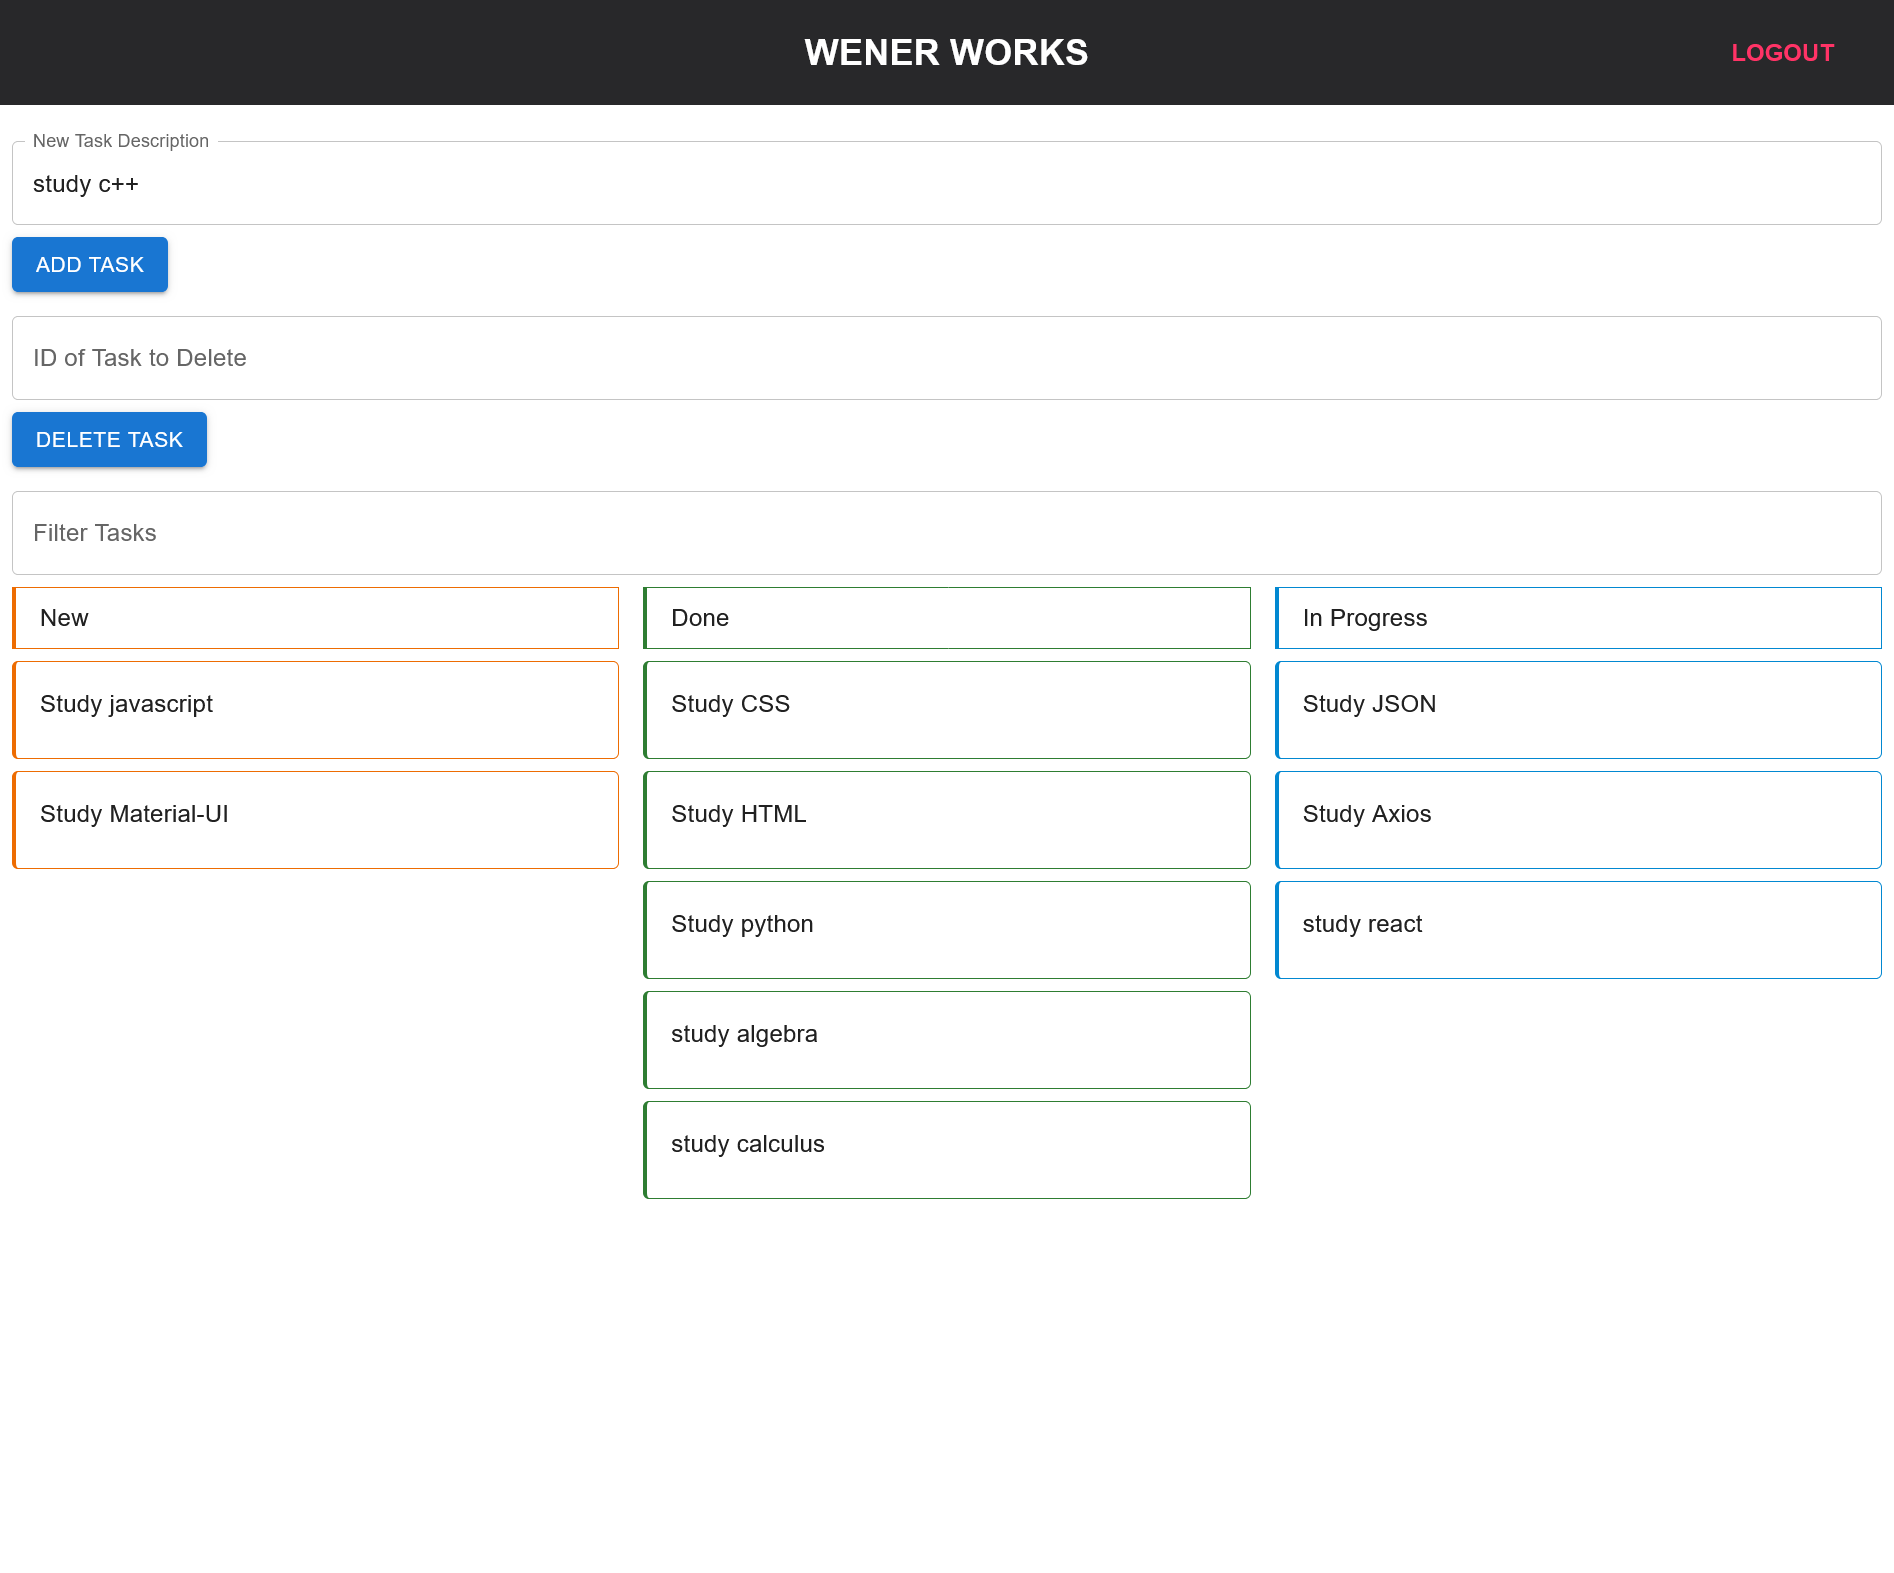 WENER WORKS
LOGOUT
New Task Description
study c++
ADD TASK
ID of Task to Delete
DELETE TASK
Filter Tasks
New
Study javascript
Study Material-UI
Done
Study CSS
Study HTML
Study python
study algebra
study calculus
In Progress
Study JSON
Study Axios
study react